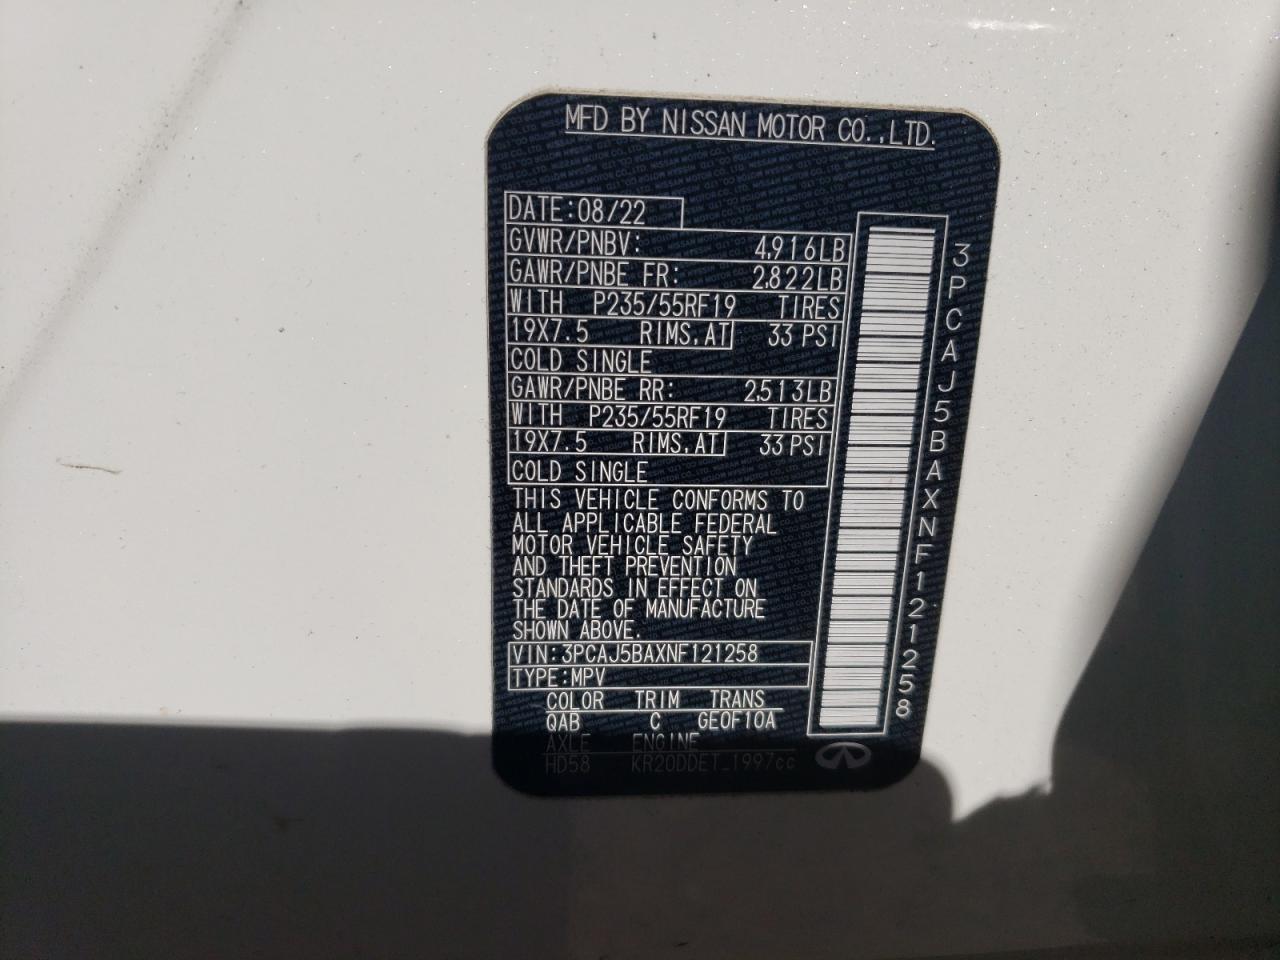 MFD BY NISSAN MOTOR CO.,LTD.
DATE:08/22
GVWR/PNBV: 4,916LB
GAWR/PNBE FR: 2,822LB
WITH P235/55RF19 TIRES
19X7.5 RIMS,AT 33 PSI
COLD SINGLE
GAWR/PNBE RR: 2,513LB
WITH P235/55RF19 TIRES
19X7.5 RIMS,AT 33 PSI
COLD SINGLE
THIS VEHICLE CONFORMS TO
ALL APPLICABLE FEDERAL
MOTOR VEHICLE SAFETY
AND THEFT PREVENTION
STANDARDS IN EFFECT ON
THE DATE OF MANUFACTURE
SHOWN ABOVE.
VIN:3PCAJ5BAXNF121258
TYPE:MPV
COLOR TRIM TRANS
QAB C GE0F10A
AXLE ENGINE
HD58 KR20DDET_1997cc
3PCAJ5BAXNF121258